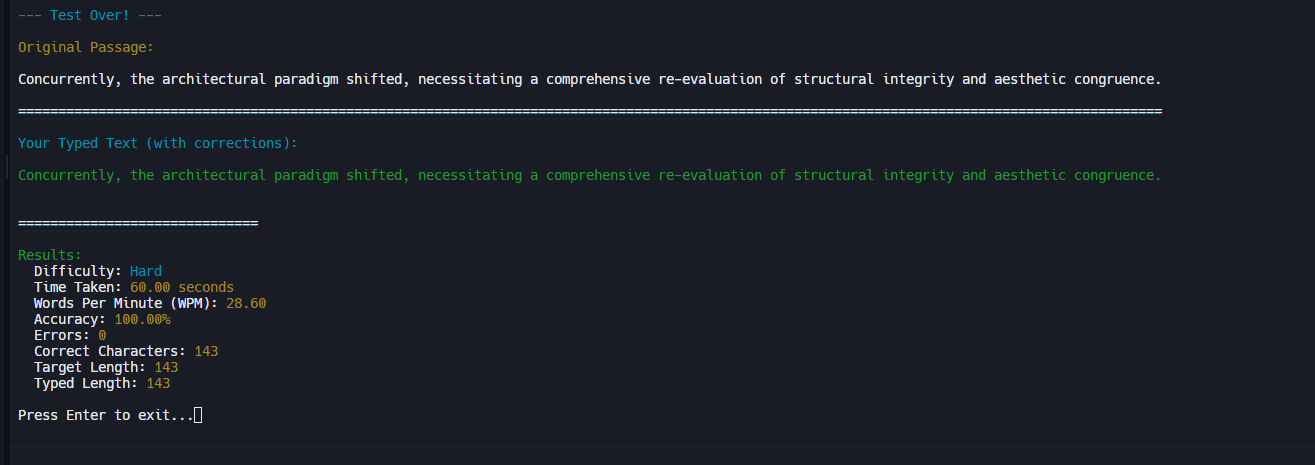 --- Test Over! ---
Original Passage:
Concurrently, the architectural paradigm shifted, necessitating a comprehensive re-evaluation of structural integrity and aesthetic congruence.
===============================================================================================================================================
Your Typed Text (with corrections):
Concurrently, the architectural paradigm shifted, necessitating a comprehensive re-evaluation of structural integrity and aesthetic congruence.
==============================
Results:
Difficulty: Hard
Time Taken: 60.00 seconds
Words Per Minute (WPM): 28.60
Accuracy: 100.00%
Errors: 0
Correct Characters: 143
Target Length: 143
Typed Length: 143
Press Enter to exit...